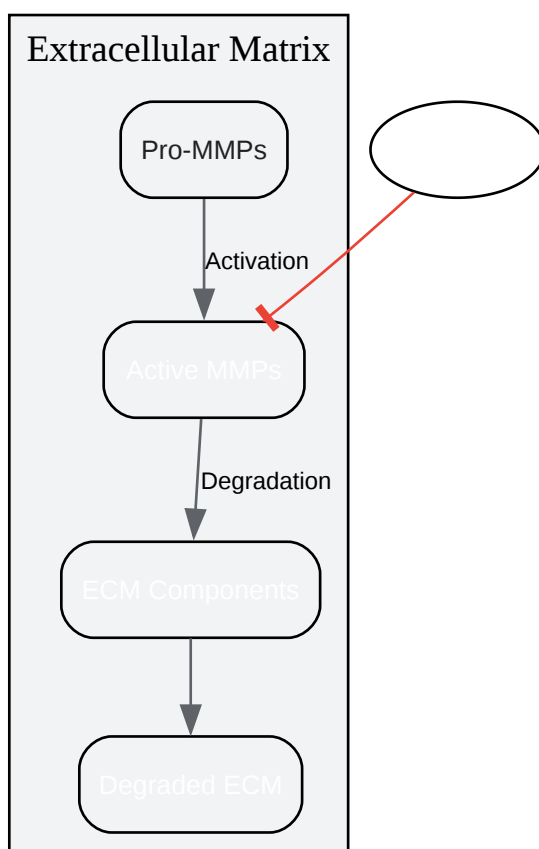 Extracellular Matrix
Pro-MMPs
Activation
Active MMPs
Degradation
ECM Components
Degraded ECM